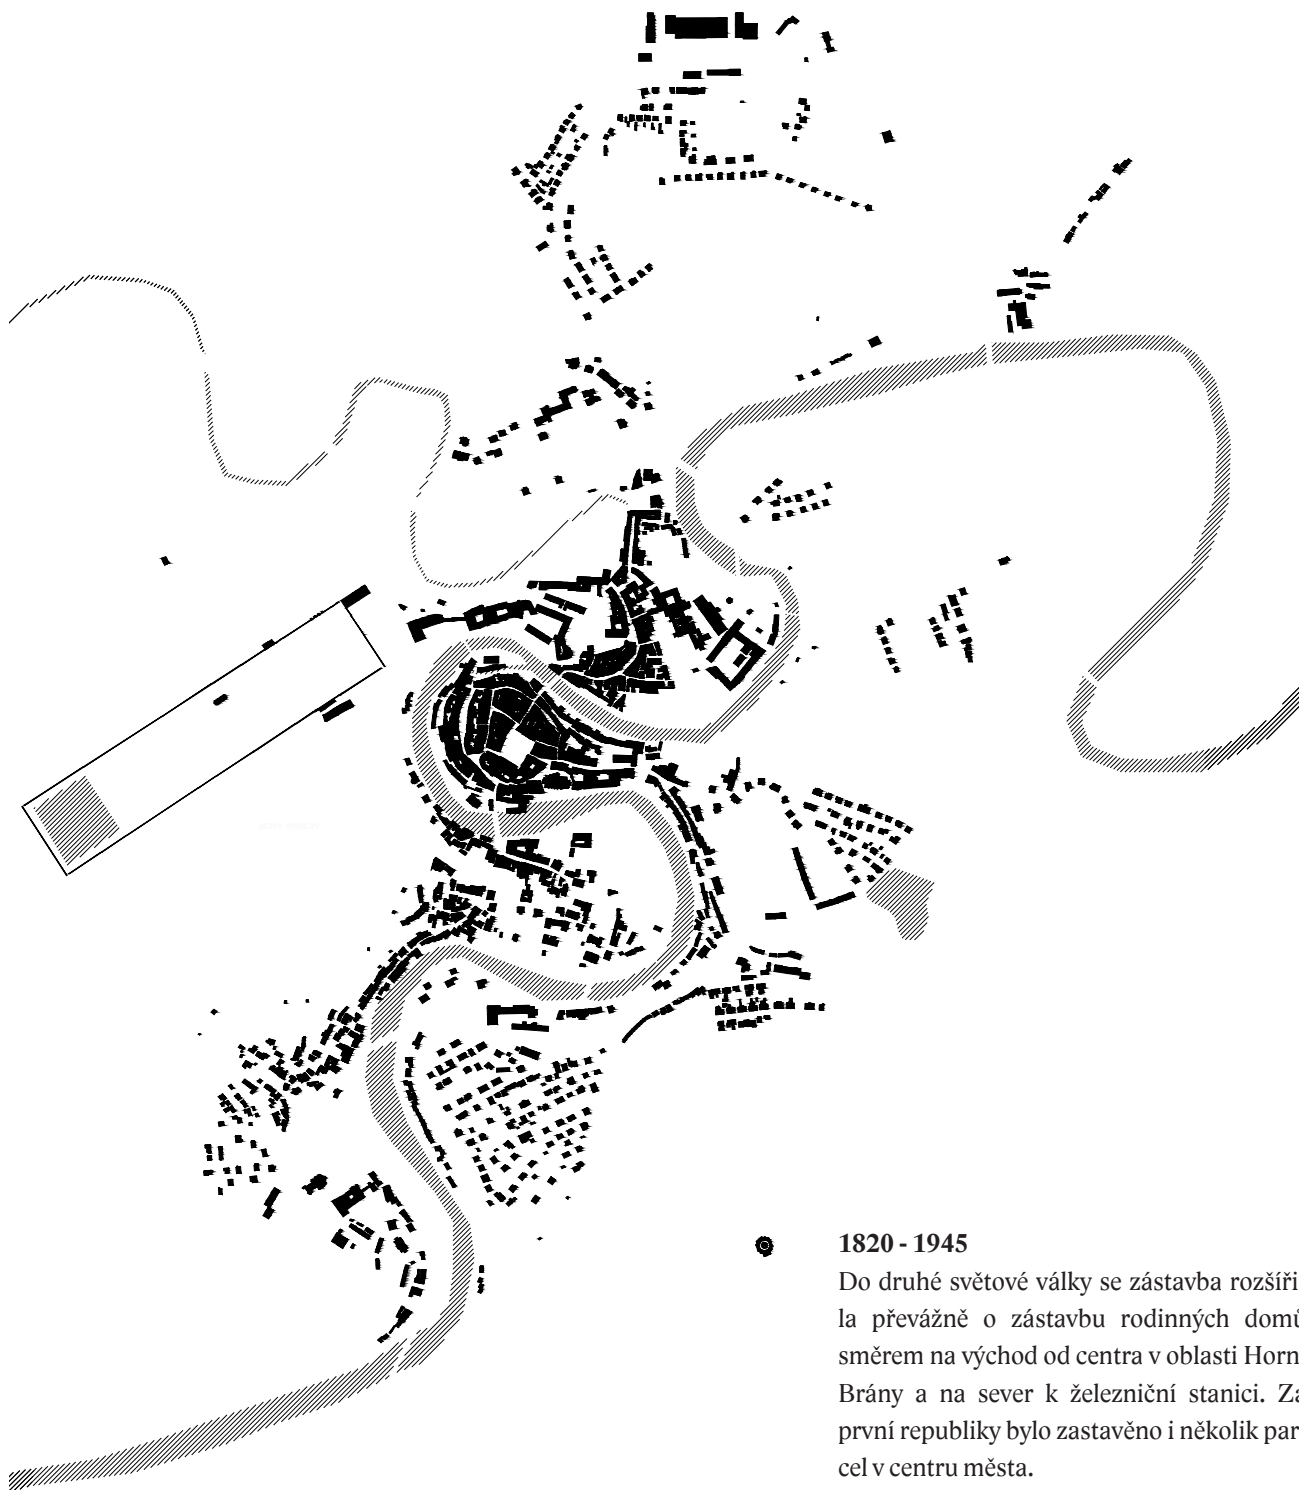 1820 - 1945
Do druhé světové války se zástavba rozšíři
la převážně o zástavbu rodinných domů
směrem na východ od centra v oblasti Horn
Brány a na sever k železniční stanici. Za
první republiky bylo zastavěno i několik par
cel v centru města.